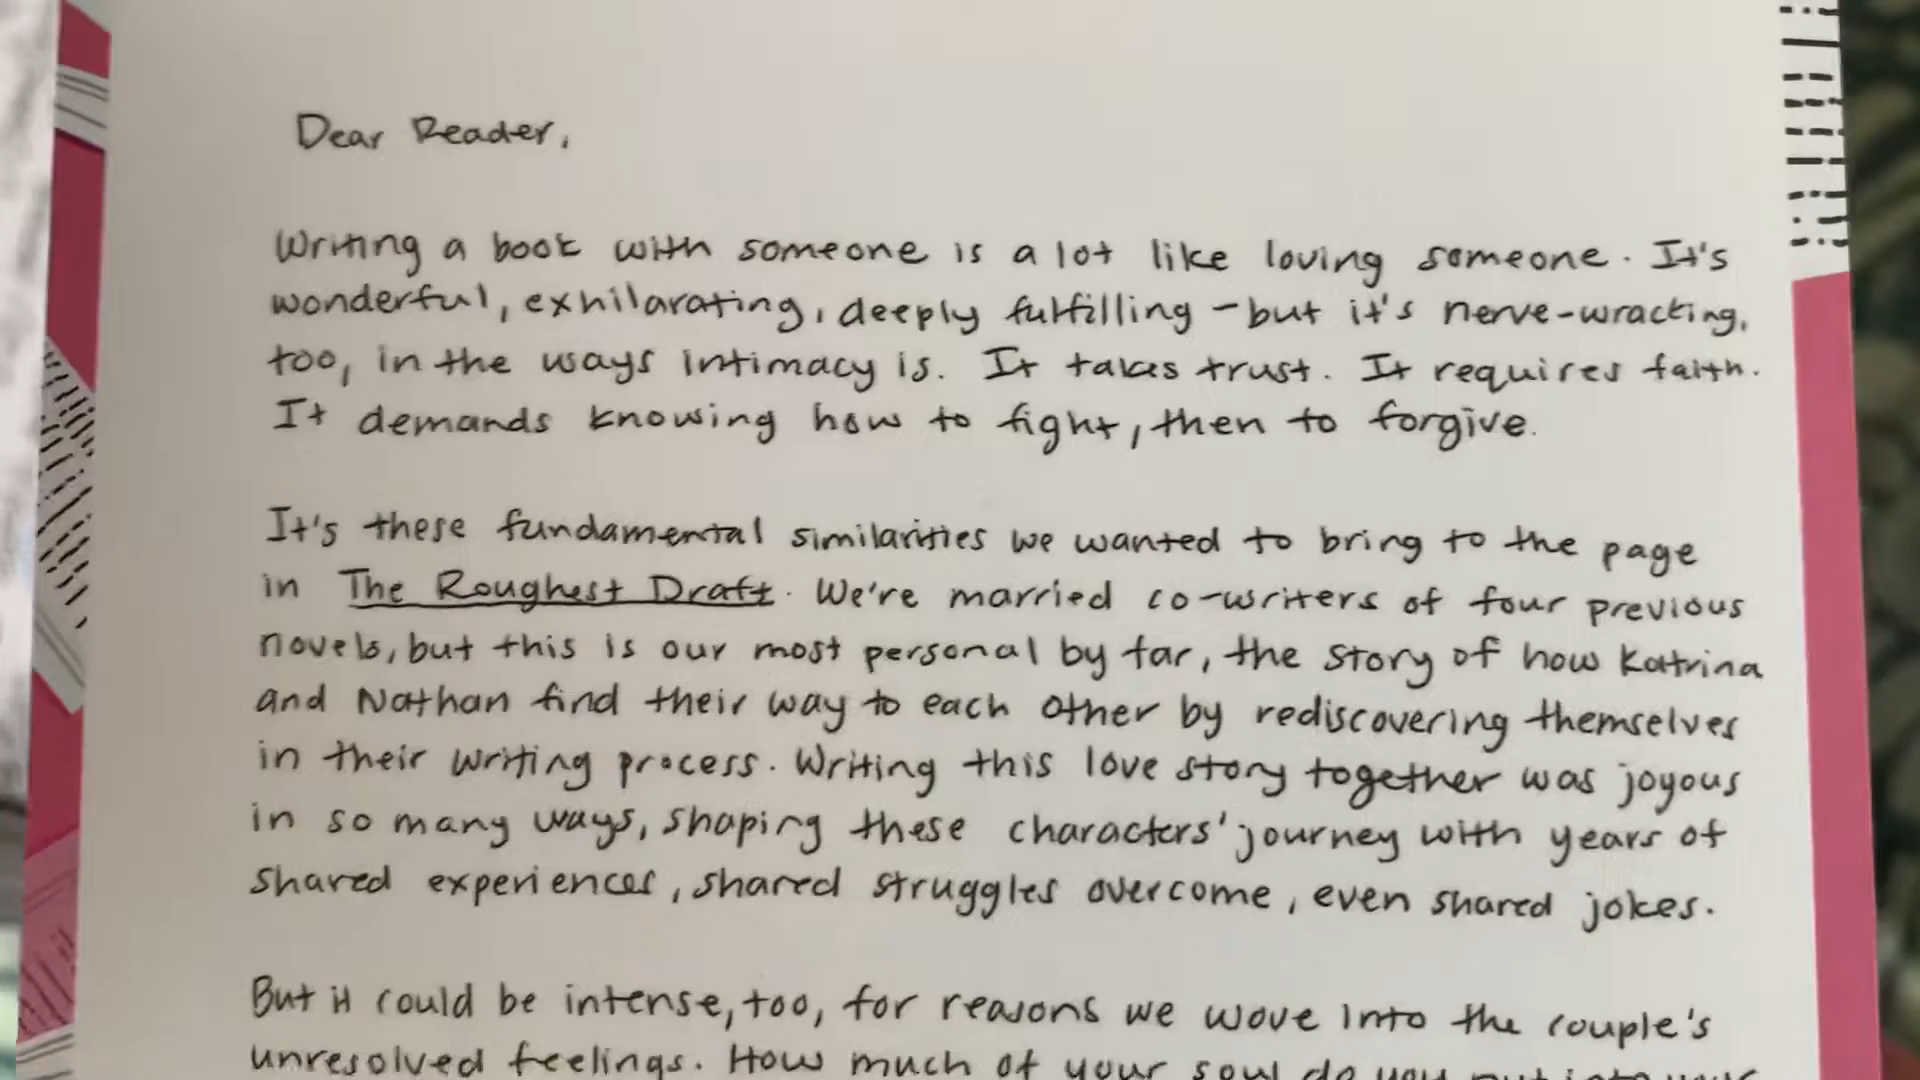 Dear Reader,
Writing a book with someone is a lot like loving someone. It's
wonderful, exhilarating, deeply fulfilling - but it's nerve-wracking,
too, in the ways intimacy is. It takes trust. It requires faith.
It demands knowing how to fight, then to forgive.
It's these fundamental similarities we wanted to bring to the page
in The Roughest Draft. We're married co-writers of four previous
novels, but this is our most personal by far, the story of how Katrina
and Nathan find their way to each other by rediscovering themselves
in their writing process. Writing this love story together was joyous
in so many ways, shaping these characters' journey with years of
shared experiences, shared struggles overcome, even shared jokes.
But it could be intense, too, for reasons we wove into the couple's
unresolved feelings. How much of your soul do you put into your